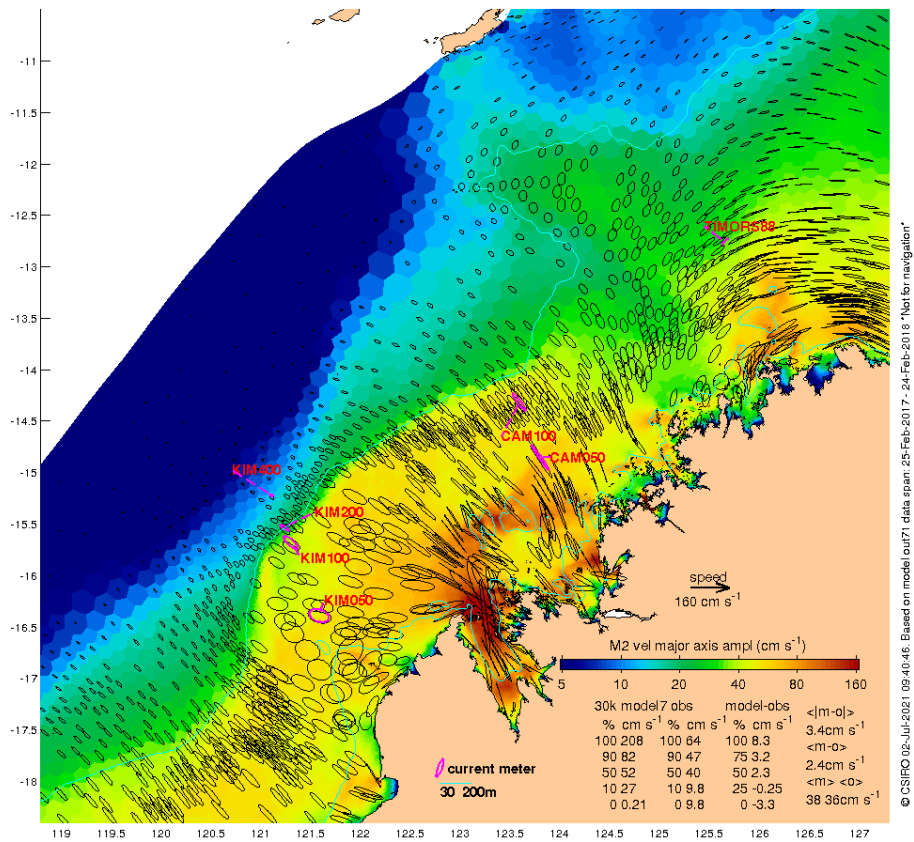 -11
-11.5
-12
-12.5
-13
-13.5
-14
-14.5
-15
-15.5
-16
-16.5
-17
-17.5
-18
TIMORS88
CAM100
CAM050
KIM400
KIM200
KIM100
KIM050
speed
160 cm s⁻¹
M2 vel major axis ampl (cm s⁻¹)
5 10 20 40 80 160
30k model 7 obs model-obs <|m-o|>
% cm s⁻¹ % cm s⁻¹ % cm s⁻¹ 3.4cm s⁻¹
100 208 100 64 100 8.3 <m-o>
90 82 90 47 75 3.2 2.4cm s⁻¹
50 52 50 40 50 2.3 <m> <o>
10 27 10 9.8 25 -0.25 38 36cm s⁻¹
0 0.21 0 9.8 0 -3.3
current meter
30 200m
119 119.5 120 120.5 121 121.5 122 122.5 123 123.5 124 124.5 125 125.5 126 126.5 127
© CSIRO 02-Jul-2021 09:40:46. Based on model out71 data span: 25-Feb-2017 - 24-Feb-2018 *Not for navigation*